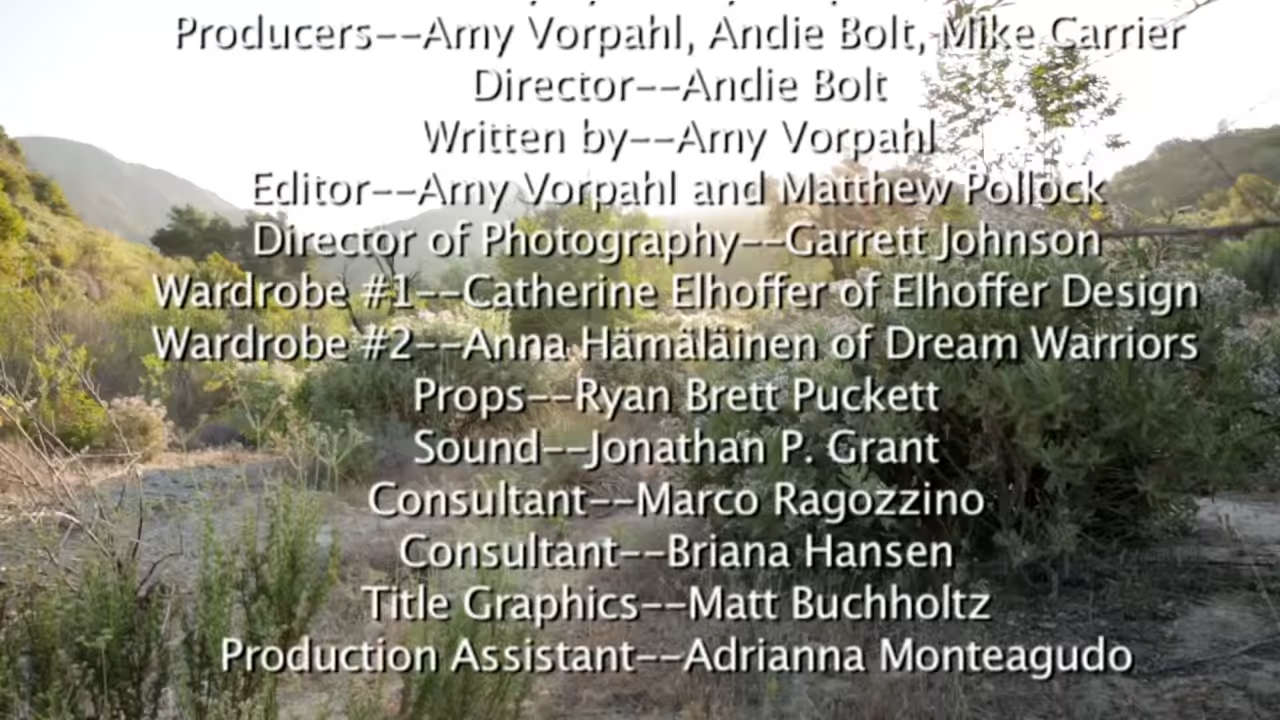 Producers--Amy Vorpahl, Andie Bolt, Mike Carrier
Director--Andie Bolt
Written by--Amy Vorpahl
Editor--Amy Vorpahl and Matthew Pollock
Director of Photography--Garrett Johnson
Wardrobe #1--Catherine Elhoffer of Elhoffer Design
Wardrobe #2--Anna Hämäläinen of Dream Warriors
Props--Ryan Brett Puckett
Sound--Jonathan P. Grant
Consultant--Marco Ragozzino
Consultant--Briana Hansen
Title Graphics--Matt Buchholtz
Production Assistant--Adrianna Monteagudo